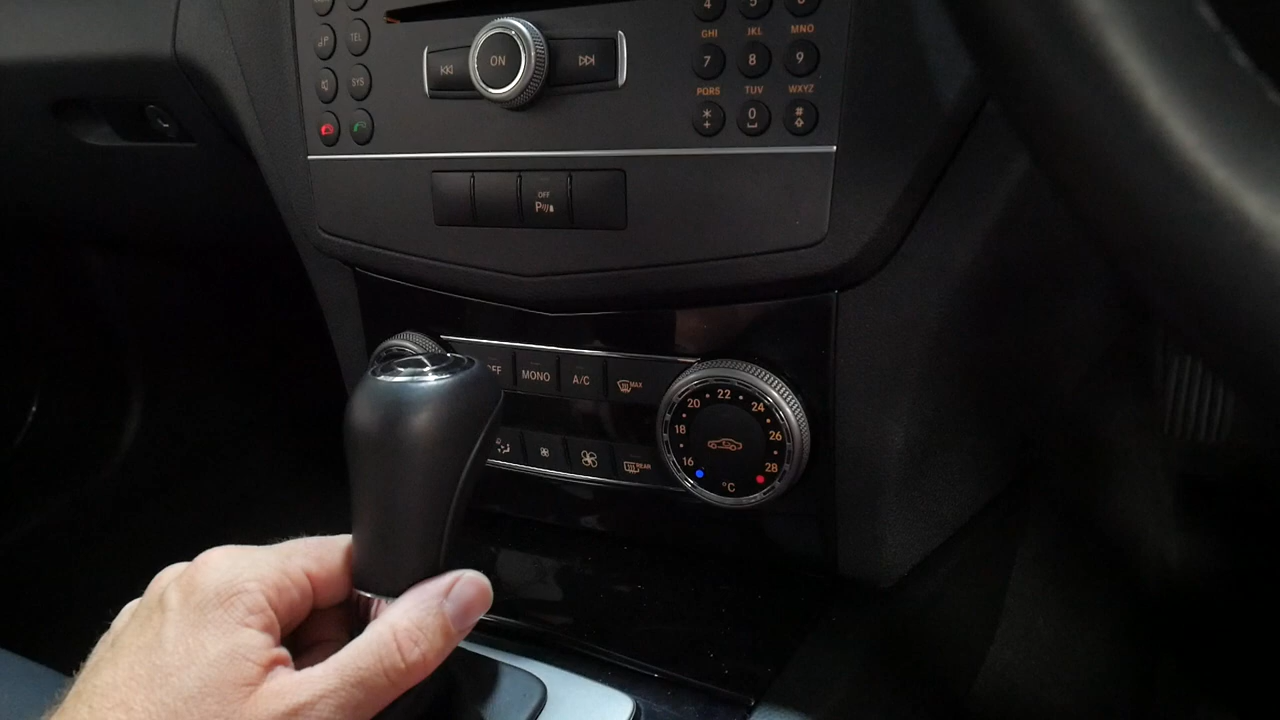 4 5 6
GHI JKL MNO
TEL
7 8 9
ON
SYS
PQRS TUV WXYZ
* 0 #
+
OFF
P
MONO A/C MAX
REAR
20 22 24
18 26
16 28
°C